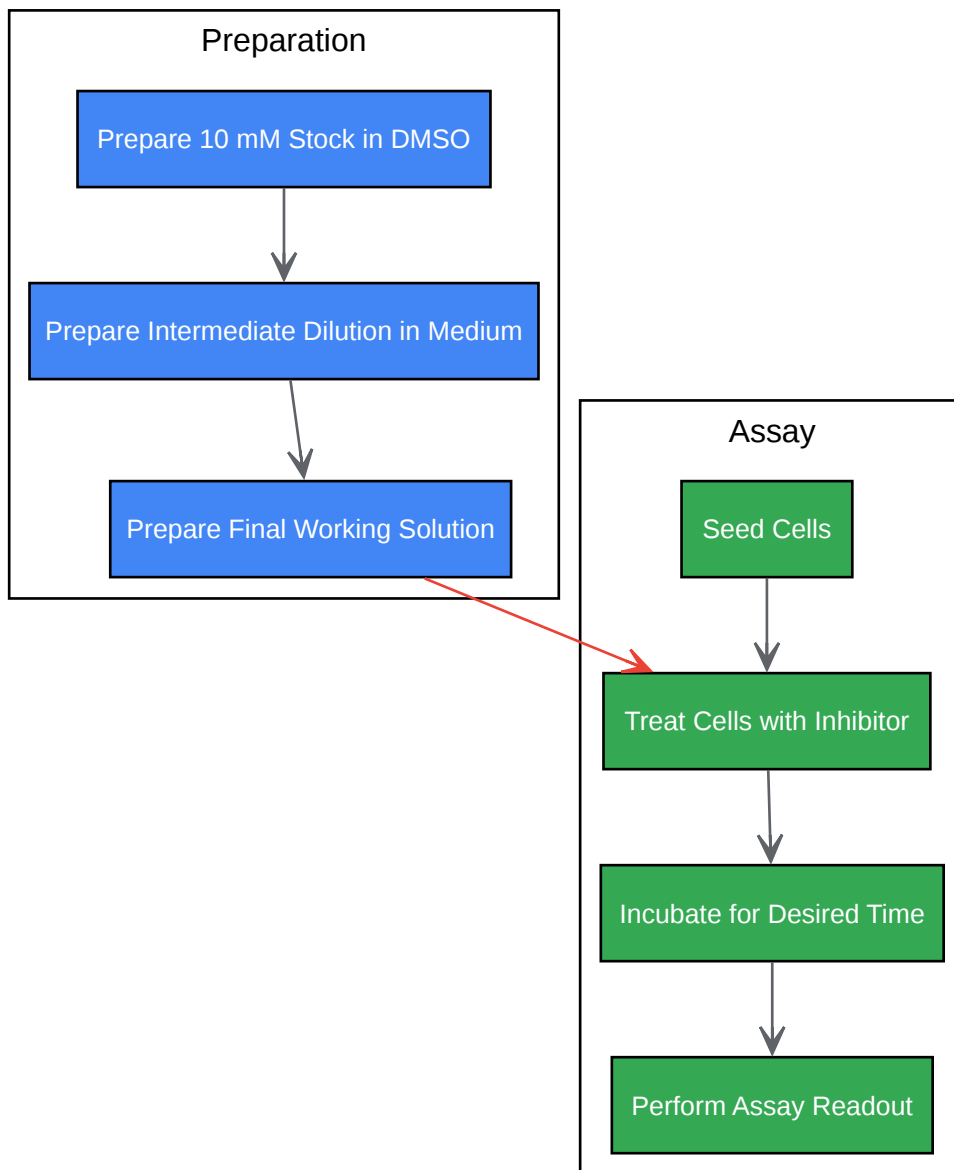 Preparation
Prepare 10 mM Stock in DMSO
Prepare Intermediate Dilution in Medium
Prepare Final Working Solution
Assay
Seed Cells
Treat Cells with Inhibitor
Incubate for Desired Time
Perform Assay Readout